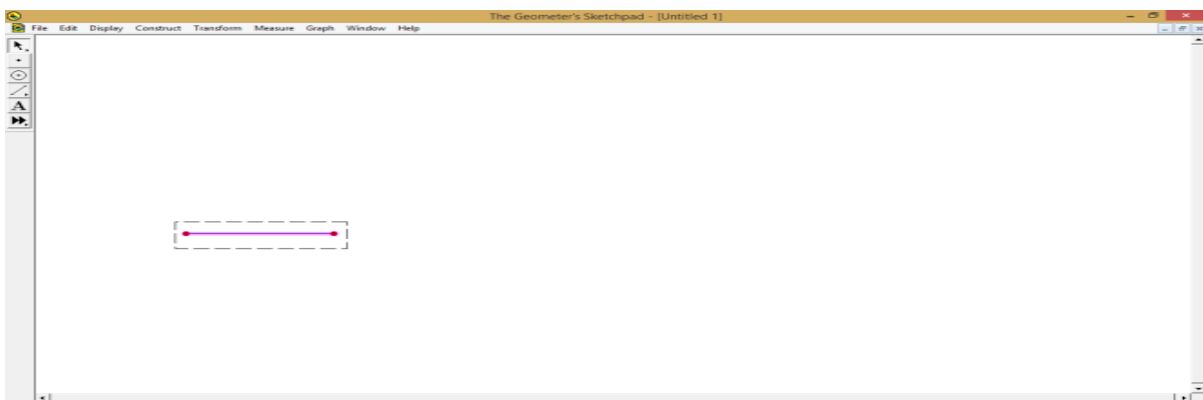 The Geometer's Sketchpad - [Untitled 1]
File Edit Display Construct Transform Measure Graph Window Help
A